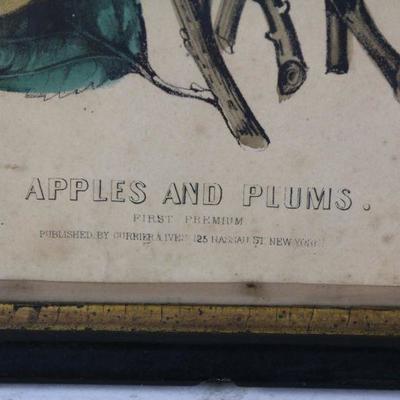 APPLES AND PLUMS.
FIRST PREMIUM
PUBLISHED BY CURRIER & IVES 125 NASSAU ST. NEW YORK